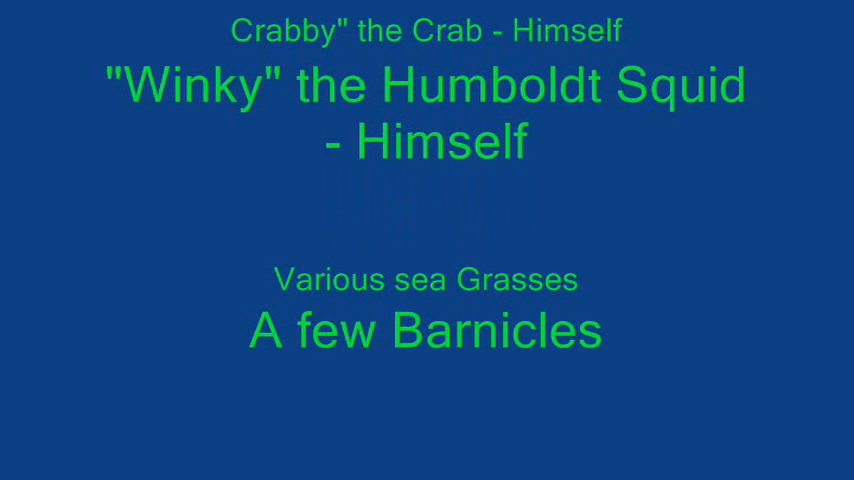 Crabby" the Crab - Himself
"Winky" the Humboldt Squid
- Himself
Various sea Grasses
A few Barnicles